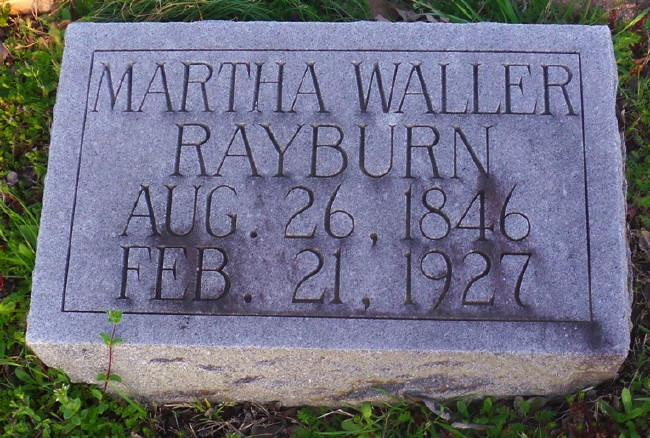 MARTHA WALLER
RAYBURN
AUG. 26, 1846
FEB. 21, 1927